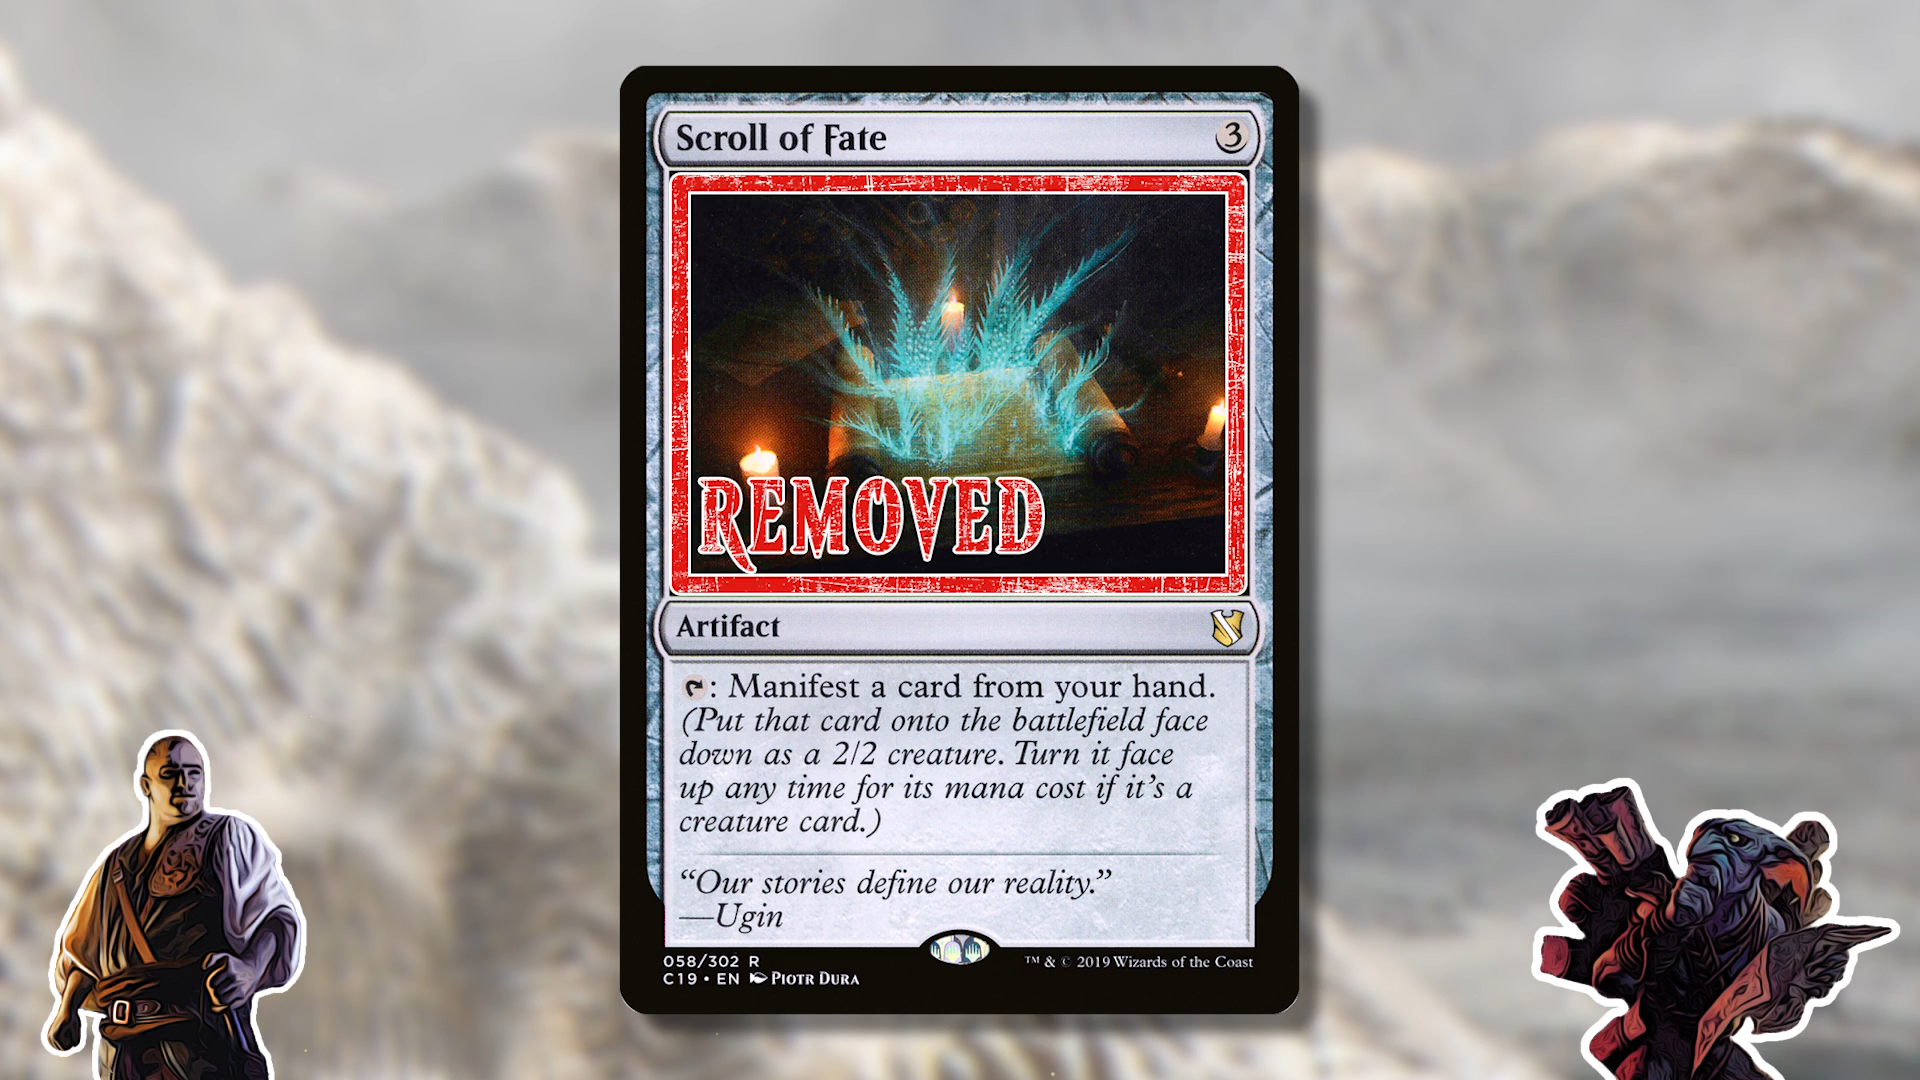 Scroll of Fate 3
REMOVED
Artifact
: Manifest a card from your hand.
(Put that card onto the battlefield face
down as a 2/2 creature. Turn it face
up any time for its mana cost if it's a
creature card.)
"Our stories define our reality."
—Ugin
058/302 R
C19 • EN Piotr Dura
™ & © 2019 Wizards of the Coast